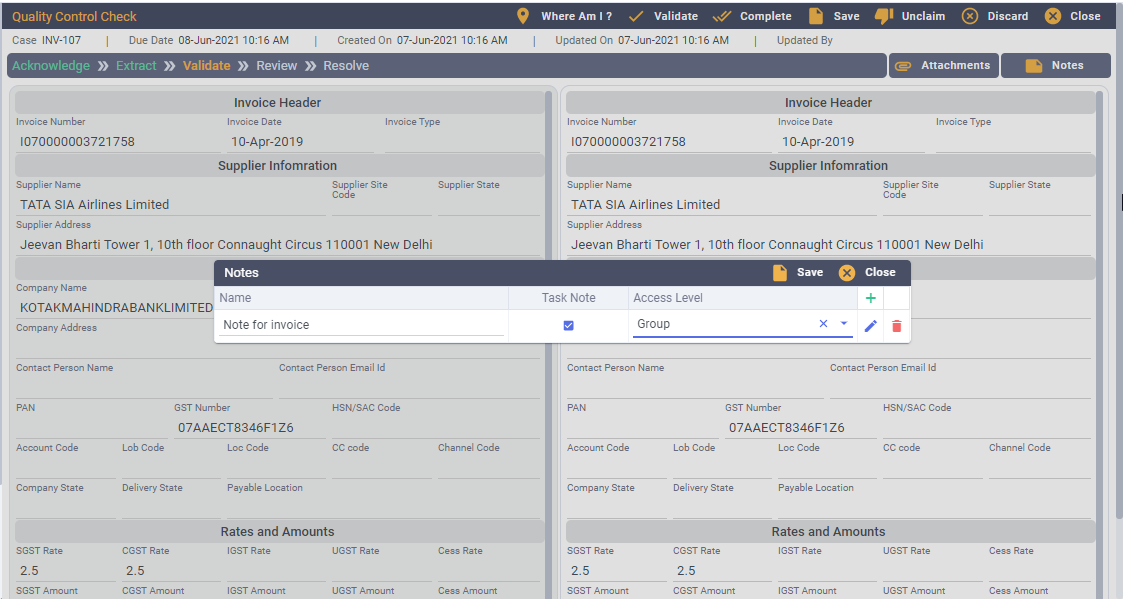 Quality Control Check Where Am I ? Validate Complete Save Unclaim Discard Close
Case INV-107 | Due Date 08-Jun-2021 10:16 AM | Created On 07-Jun-2021 10:16 AM | Updated On 07-Jun-2021 10:16 AM | Updated By
Acknowledge » Extract » Validate » Review » Resolve Attachments Notes
Invoice Header Invoice Header
Invoice Number Invoice Date Invoice Type Invoice Number Invoice Date Invoice Type
I070000003721758 10-Apr-2019 I070000003721758 10-Apr-2019
Supplier Infomration Supplier Infomration
Supplier Name Supplier Site Code Supplier State Supplier Name Supplier Site Code Supplier State
TATA SIA Airlines Limited TATA SIA Airlines Limited
Supplier Address Supplier Address
Jeevan Bharti Tower 1, 10th floor Connaught Circus 110001 New Delhi Jeevan Bharti Tower 1, 10th floor Connaught Circus 110001 New Delhi
Notes Save Close
Name Task Note Access Level +
Note for invoice Group
Company Name
KOTAKMAHINDRABANKLIMITED
Company Address
Contact Person Name Contact Person Email Id Contact Person Name Contact Person Email Id
PAN GST Number HSN/SAC Code PAN GST Number HSN/SAC Code
07AAECT8346F1Z6 07AAECT8346F1Z6
Account Code Lob Code Loc Code CC code Channel Code Account Code Lob Code Loc Code CC code Channel Code
Company State Delivery State Payable Location Company State Delivery State Payable Location
Rates and Amounts Rates and Amounts
SGST Rate CGST Rate IGST Rate UGST Rate Cess Rate SGST Rate CGST Rate IGST Rate UGST Rate Cess Rate
2.5 2.5 2.5 2.5
SGST Amount CGST Amount IGST Amount UGST Amount Cess Amount SGST Amount CGST Amount IGST Amount UGST Amount Cess Amount